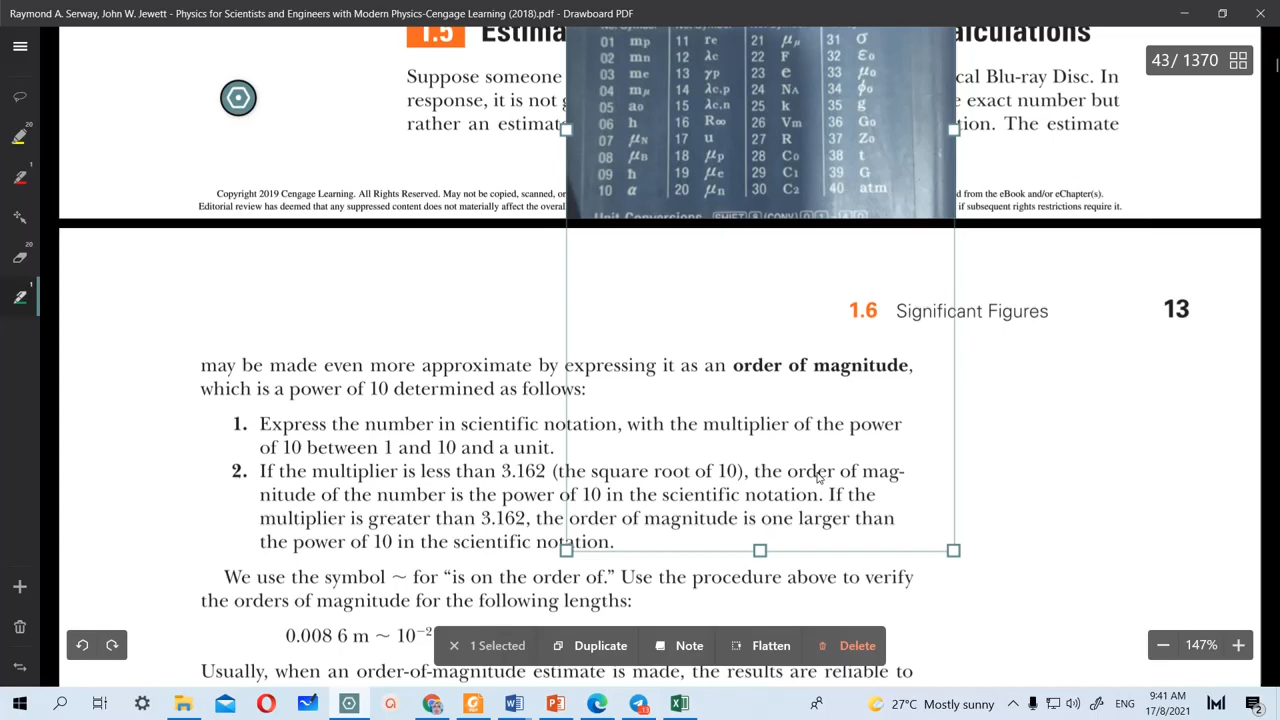 Raymond A. Serway, John W. Jewett - Physics for Scientists and Engineers with Modern Physics-Cengage Learning (2018).pdf - Drawboard PDF
43/ 1370
1.5 Estima alculations
Suppose someone cal Blu-ray Disc. In
response, it is not g e exact number but
rather an estimate tion. The estimate
01 mp 11 re 21 μμ 31 σ
02 mn 12 λc 22 F 32 ε0
03 me 13 γp 23 e 33 μ0
04 mμ 14 λc,p 24 NA 34 ϕ0
05 a0 15 λc,n 25 k 35 g
06 h 16 R∞ 26 Vm 36 G0
07 μN 17 u 27 R 37 Z0
08 μB 18 μp 28 C0 38 t
09 ħ 19 μe 29 C1 39 G
10 α 20 μn 30 C2 40 atm
Unit Conversions SHIFT 8 (CONV) 0 1 ~ 4 0
Copyright 2019 Cengage Learning. All Rights Reserved. May not be copied, scanned, or d from the eBook and/or eChapter(s).
Editorial review has deemed that any suppressed content does not materially affect the overal if subsequent rights restrictions require it.
1.6 Significant Figures 13
may be made even more approximate by expressing it as an order of magnitude,
which is a power of 10 determined as follows:
1. Express the number in scientific notation, with the multiplier of the power
of 10 between 1 and 10 and a unit.
2. If the multiplier is less than 3.162 (the square root of 10), the order of mag-
nitude of the number is the power of 10 in the scientific notation. If the
multiplier is greater than 3.162, the order of magnitude is one larger than
the power of 10 in the scientific notation.
We use the symbol ~ for “is on the order of.” Use the procedure above to verify
the orders of magnitude for the following lengths:
0.008 6 m ~ 10⁻²
1 Selected Duplicate Note Flatten Delete
147%
Usually, when an order-of-magnitude estimate is made, the results are reliable to
27°C Mostly sunny ENG
9:41 AM
17/8/2021
2